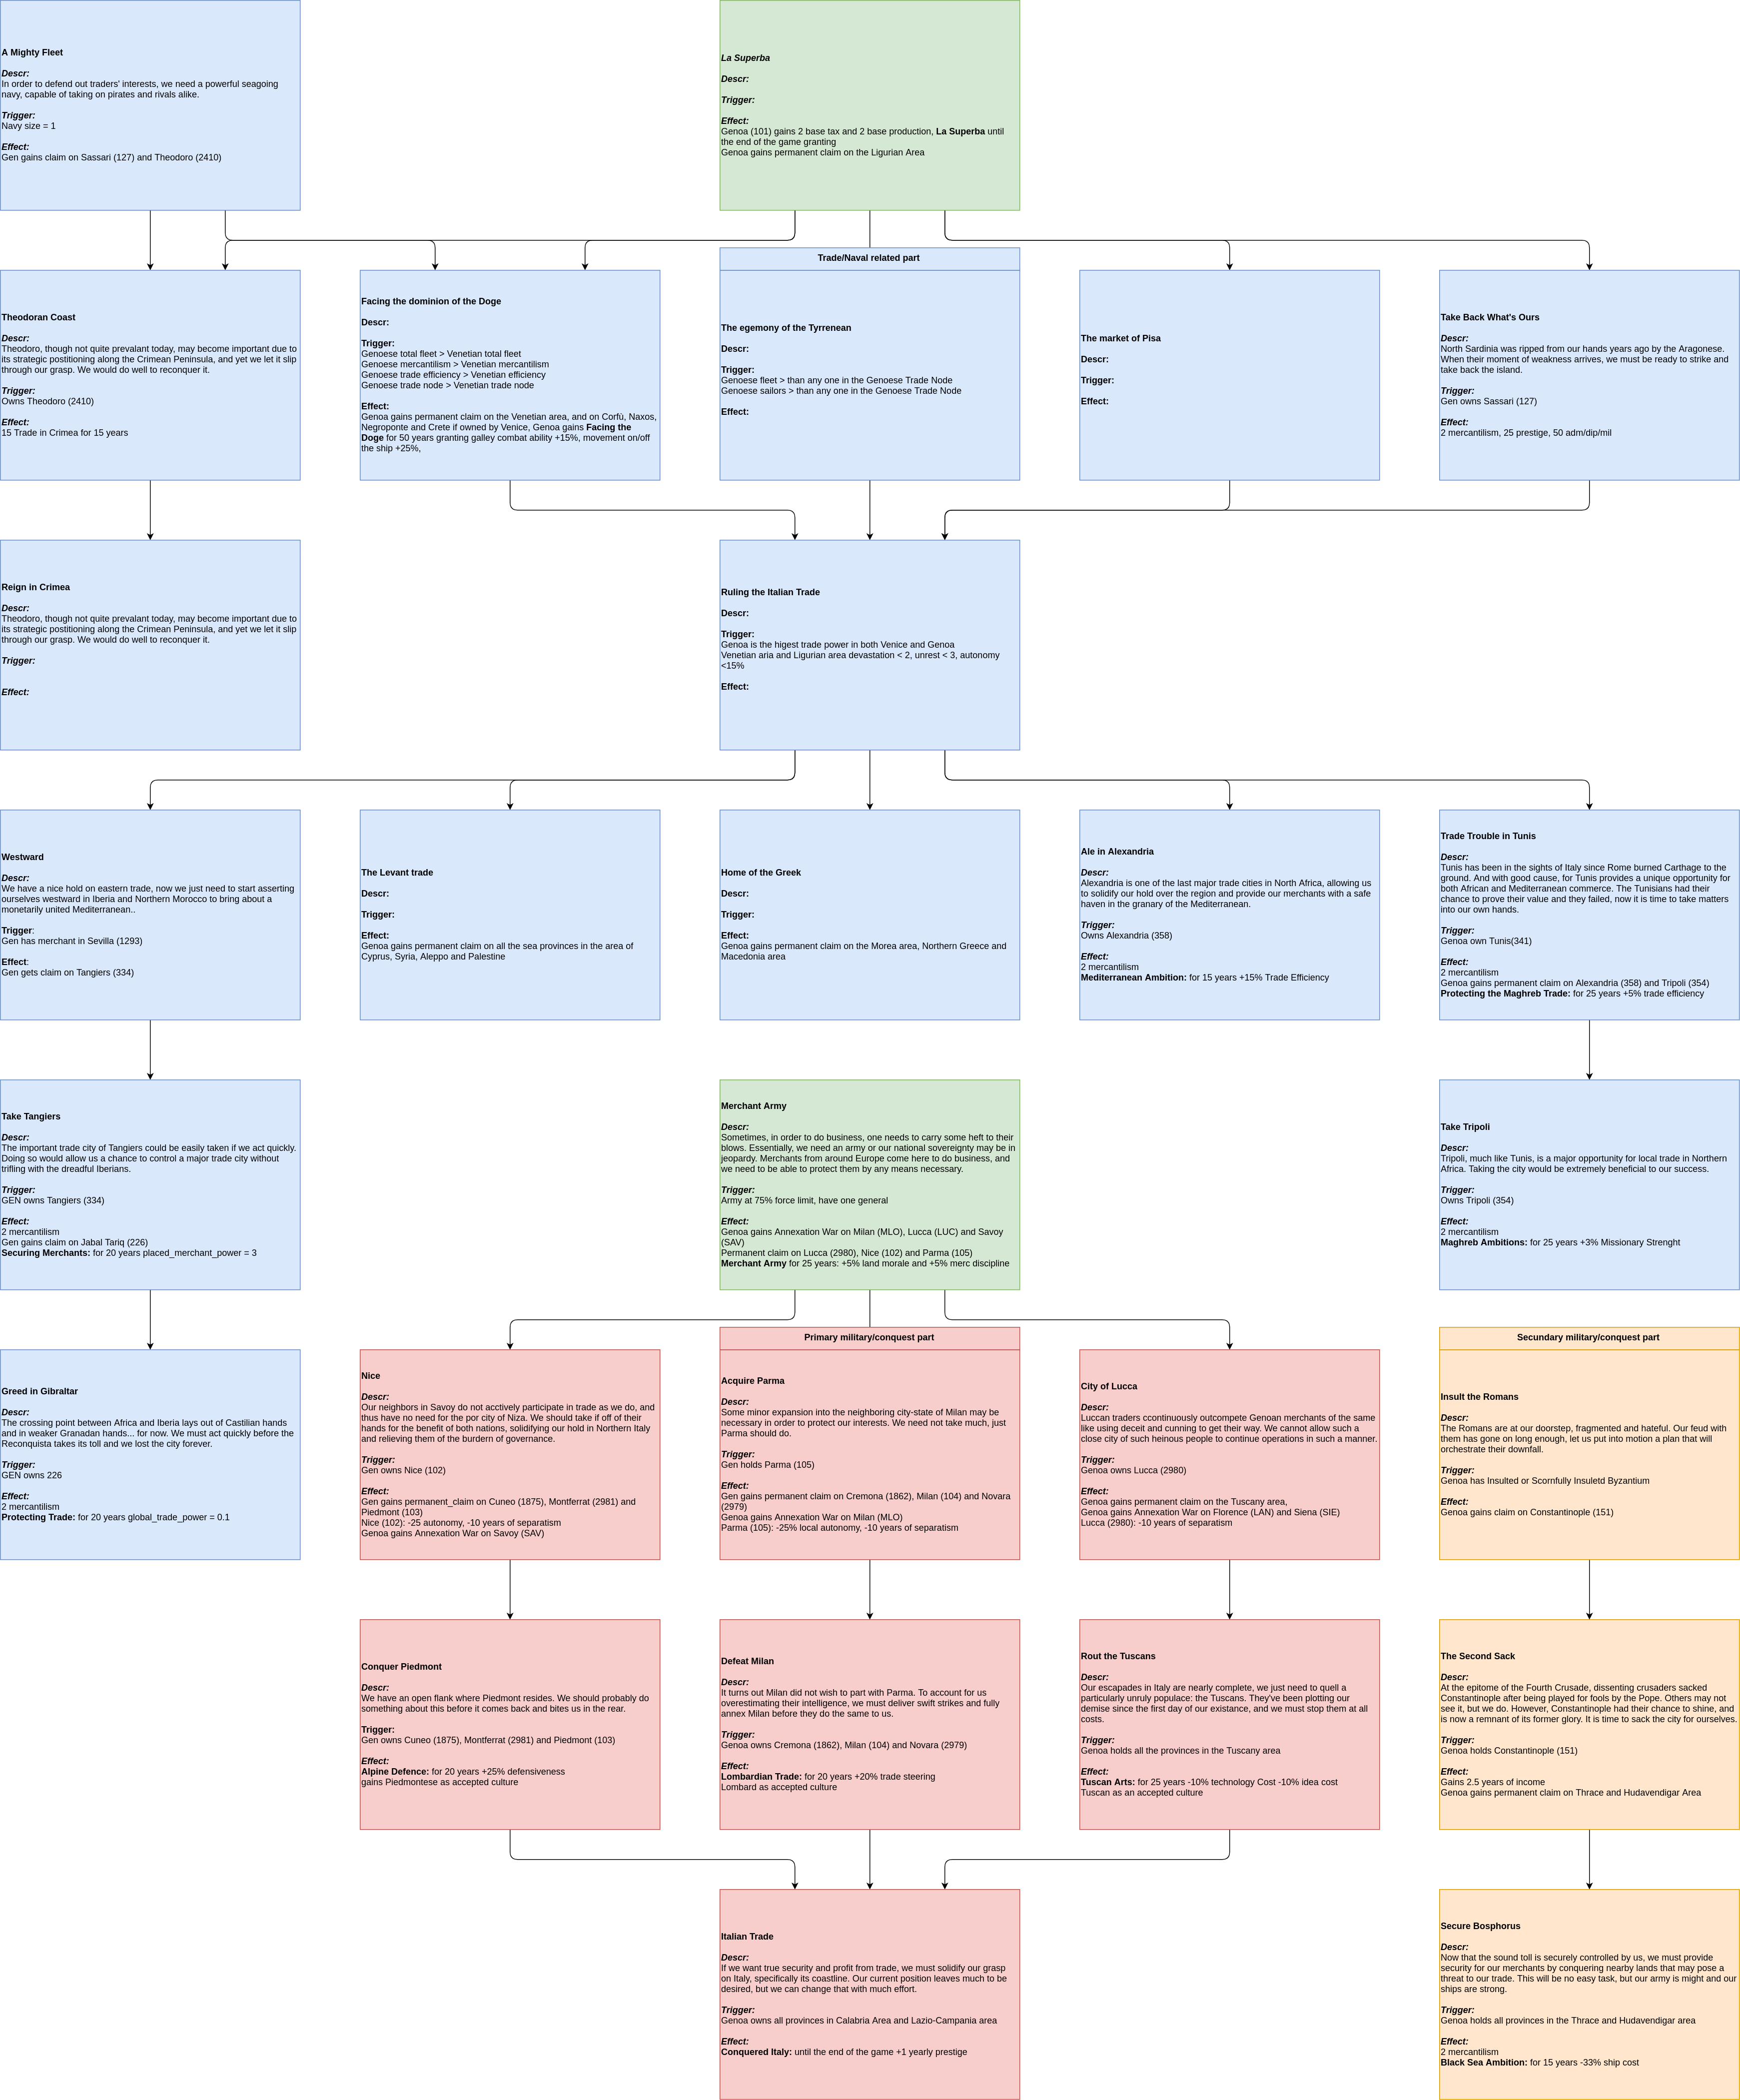 A Mighty Fleet
Descr:
In order to defend out traders' interests, we need a powerful seagoing
navy, capable of taking on pirates and rivals alike.
Trigger:
Navy size = 1
Effect:
Gen gains claim on Sassari (127) and Theodoro (2410)
La Superba
Descr:
Trigger:
Effect:
Genoa (101) gains 2 base tax and 2 base production, La Superba until
the end of the game granting
Genoa gains permanent claim on the Ligurian Area
Theodoran Coast
Descr:
Theodoro, though not quite prevalant today, may become important due to
its strategic postitioning along the Crimean Peninsula, and yet we let it slip
through our grasp. We would do well to reconquer it.
Trigger:
Owns Theodoro (2410)
Effect:
15 Trade in Crimea for 15 years
Facing the dominion of the Doge
Descr:
Trigger:
Genoese total fleet > Venetian total fleet
Genoese mercantilism > Venetian mercantilism
Genoese trade efficiency > Venetian efficiency
Genoese trade node > Venetian trade node
Effect:
Genoa gains permanent claim on the Venetian area, and on Corfù, Naxos,
Negroponte and Crete if owned by Venice, Genoa gains Facing the
Doge for 50 years granting galley combat ability +15%, movement on/off
the ship +25%,
Trade/Naval related part
The egemony of the Tyrrenean
Descr:
Trigger:
Genoese fleet > than any one in the Genoese Trade Node
Genoese sailors > than any one in the Genoese Trade Node
Effect:
The market of Pisa
Descr:
Trigger:
Effect:
Take Back What's Ours
Descr:
North Sardinia was ripped from our hands years ago by the Aragonese.
When their moment of weakness arrives, we must be ready to strike and
take back the island.
Trigger:
Gen owns Sassari (127)
Effect:
2 mercantilism, 25 prestige, 50 adm/dip/mil
Reign in Crimea
Descr:
Theodoro, though not quite prevalant today, may become important due to
its strategic postitioning along the Crimean Peninsula, and yet we let it slip
through our grasp. We would do well to reconquer it.
Trigger:
Effect:
Ruling the Italian Trade
Descr:
Trigger:
Genoa is the higest trade power in both Venice and Genoa
Venetian aria and Ligurian area devastation < 2, unrest < 3, autonomy
<15%
Effect:
Westward
Descr:
We have a nice hold on eastern trade, now we just need to start asserting
ourselves westward in Iberia and Northern Morocco to bring about a
monetarily united Mediterranean..
Trigger:
Gen has merchant in Sevilla (1293)
Effect:
Gen gets claim on Tangiers (334)
The Levant trade
Descr:
Trigger:
Effect:
Genoa gains permanent claim on all the sea provinces in the area of
Cyprus, Syria, Aleppo and Palestine
Home of the Greek
Descr:
Trigger:
Effect:
Genoa gains permanent claim on the Morea area, Northern Greece and
Macedonia area
Ale in Alexandria
Descr:
Alexandria is one of the last major trade cities in North Africa, allowing us
to solidify our hold over the region and provide our merchants with a safe
haven in the granary of the Mediterranean.
Trigger:
Owns Alexandria (358)
Effect:
2 mercantilism
Mediterranean Ambition: for 15 years +15% Trade Efficiency
Trade Trouble in Tunis
Descr:
Tunis has been in the sights of Italy since Rome burned Carthage to the
ground. And with good cause, for Tunis provides a unique opportunity for
both African and Mediterranean commerce. The Tunisians had their
chance to prove their value and they failed, now it is time to take matters
into our own hands.
Trigger:
Genoa own Tunis(341)
Effect:
2 mercantilism
Genoa gains permanent claim on Alexandria (358) and Tripoli (354)
Protecting the Maghreb Trade: for 25 years +5% trade efficiency
Take Tangiers
Descr:
The important trade city of Tangiers could be easily taken if we act quickly.
Doing so would allow us a chance to control a major trade city without
trifling with the dreadful Iberians.
Trigger:
GEN owns Tangiers (334)
Effect:
2 mercantilism
Gen gains claim on Jabal Tariq (226)
Securing Merchants: for 20 years placed_merchant_power = 3
Merchant Army
Descr:
Sometimes, in order to do business, one needs to carry some heft to their
blows. Essentially, we need an army or our national sovereignty may be in
jeopardy. Merchants from around Europe come here to do business, and
we need to be able to protect them by any means necessary.
Trigger:
Army at 75% force limit, have one general
Effect:
Genoa gains Annexation War on Milan (MLO), Lucca (LUC) and Savoy
(SAV)
Permanent claim on Lucca (2980), Nice (102) and Parma (105)
Merchant Army for 25 years: +5% land morale and +5% merc discipline
Take Tripoli
Descr:
Tripoli, much like Tunis, is a major opportunity for local trade in Northern
Africa. Taking the city would be extremely beneficial to our success.
Trigger:
Owns Tripoli (354)
Effect:
2 mercantilism
Maghreb Ambitions: for 25 years +3% Missionary Strenght
Greed in Gibraltar
Descr:
The crossing point between Africa and Iberia lays out of Castilian hands
and in weaker Granadan hands... for now. We must act quickly before the
Reconquista takes its toll and we lost the city forever.
Trigger:
GEN owns 226
Effect:
2 mercantilism
Protecting Trade: for 20 years global_trade_power = 0.1
Nice
Descr:
Our neighbors in Savoy do not acctively participate in trade as we do, and
thus have no need for the por city of Niza. We should take if off of their
hands for the benefit of both nations, solidifying our hold in Northern Italy
and relieving them of the burdern of governance.
Trigger:
Gen owns Nice (102)
Effect:
Gen gains permanent_claim on Cuneo (1875), Montferrat (2981) and
Piedmont (103)
Nice (102): -25 autonomy, -10 years of separatism
Genoa gains Annexation War on Savoy (SAV)
Primary military/conquest part
Acquire Parma
Descr:
Some minor expansion into the neighboring city-state of Milan may be
necessary in order to protect our interests. We need not take much, just
Parma should do.
Trigger:
Gen holds Parma (105)
Effect:
Gen gains permanent claim on Cremona (1862), Milan (104) and Novara
(2979)
Genoa gains Annexation War on Milan (MLO)
Parma (105): -25% local autonomy, -10 years of separatism
City of Lucca
Descr:
Luccan traders ccontinuously outcompete Genoan merchants of the same
like using deceit and cunning to get their way. We cannot allow such a
close city of such heinous people to continue operations in such a manner.
Trigger:
Genoa owns Lucca (2980)
Effect:
Genoa gains permanent claim on the Tuscany area,
Genoa gains Annexation War on Florence (LAN) and Siena (SIE)
Lucca (2980): -10 years of separatism
Secundary military/conquest part
Insult the Romans
Descr:
The Romans are at our doorstep, fragmented and hateful. Our feud with
them has gone on long enough, let us put into motion a plan that will
orchestrate their downfall.
Trigger:
Genoa has Insulted or Scornfully Insuletd Byzantium
Effect:
Genoa gains claim on Constantinople (151)
Conquer Piedmont
Descr:
We have an open flank where Piedmont resides. We should probably do
something about this before it comes back and bites us in the rear.
Trigger:
Gen owns Cuneo (1875), Montferrat (2981) and Piedmont (103)
Effect:
Alpine Defence: for 20 years +25% defensiveness
gains Piedmontese as accepted culture
Defeat Milan
Descr:
It turns out Milan did not wish to part with Parma. To account for us
overestimating their intelligence, we must deliver swift strikes and fully
annex Milan before they do the same to us.
Trigger:
Genoa owns Cremona (1862), Milan (104) and Novara (2979)
Effect:
Lombardian Trade: for 20 years +20% trade steering
Lombard as accepted culture
Rout the Tuscans
Descr:
Our escapades in Italy are nearly complete, we just need to quell a
particularly unruly populace: the Tuscans. They've been plotting our
demise since the first day of our existance, and we must stop them at all
costs.
Trigger:
Genoa holds all the provinces in the Tuscany area
Effect:
Tuscan Arts: for 25 years -10% technology Cost -10% idea cost
Tuscan as an accepted culture
The Second Sack
Descr:
At the epitome of the Fourth Crusade, dissenting crusaders sacked
Constantinople after being played for fools by the Pope. Others may not
see it, but we do. However, Constantinople had their chance to shine, and
is now a remnant of its former glory. It is time to sack the city for ourselves.
Trigger:
Genoa holds Constantinople (151)
Effect:
Gains 2.5 years of income
Genoa gains permanent claim on Thrace and Hudavendigar Area
Italian Trade
Descr:
If we want true security and profit from trade, we must solidify our grasp
on Italy, specifically its coastline. Our current position leaves much to be
desired, but we can change that with much effort.
Trigger:
Genoa owns all provinces in Calabria Area and Lazio-Campania area
Effect:
Conquered Italy: until the end of the game +1 yearly prestige
Secure Bosphorus
Descr:
Now that the sound toll is securely controlled by us, we must provide
security for our merchants by conquering nearby lands that may pose a
threat to our trade. This will be no easy task, but our army is might and our
ships are strong.
Trigger:
Genoa holds all provinces in the Thrace and Hudavendigar area
Effect:
2 mercantilism
Black Sea Ambition: for 15 years -33% ship cost